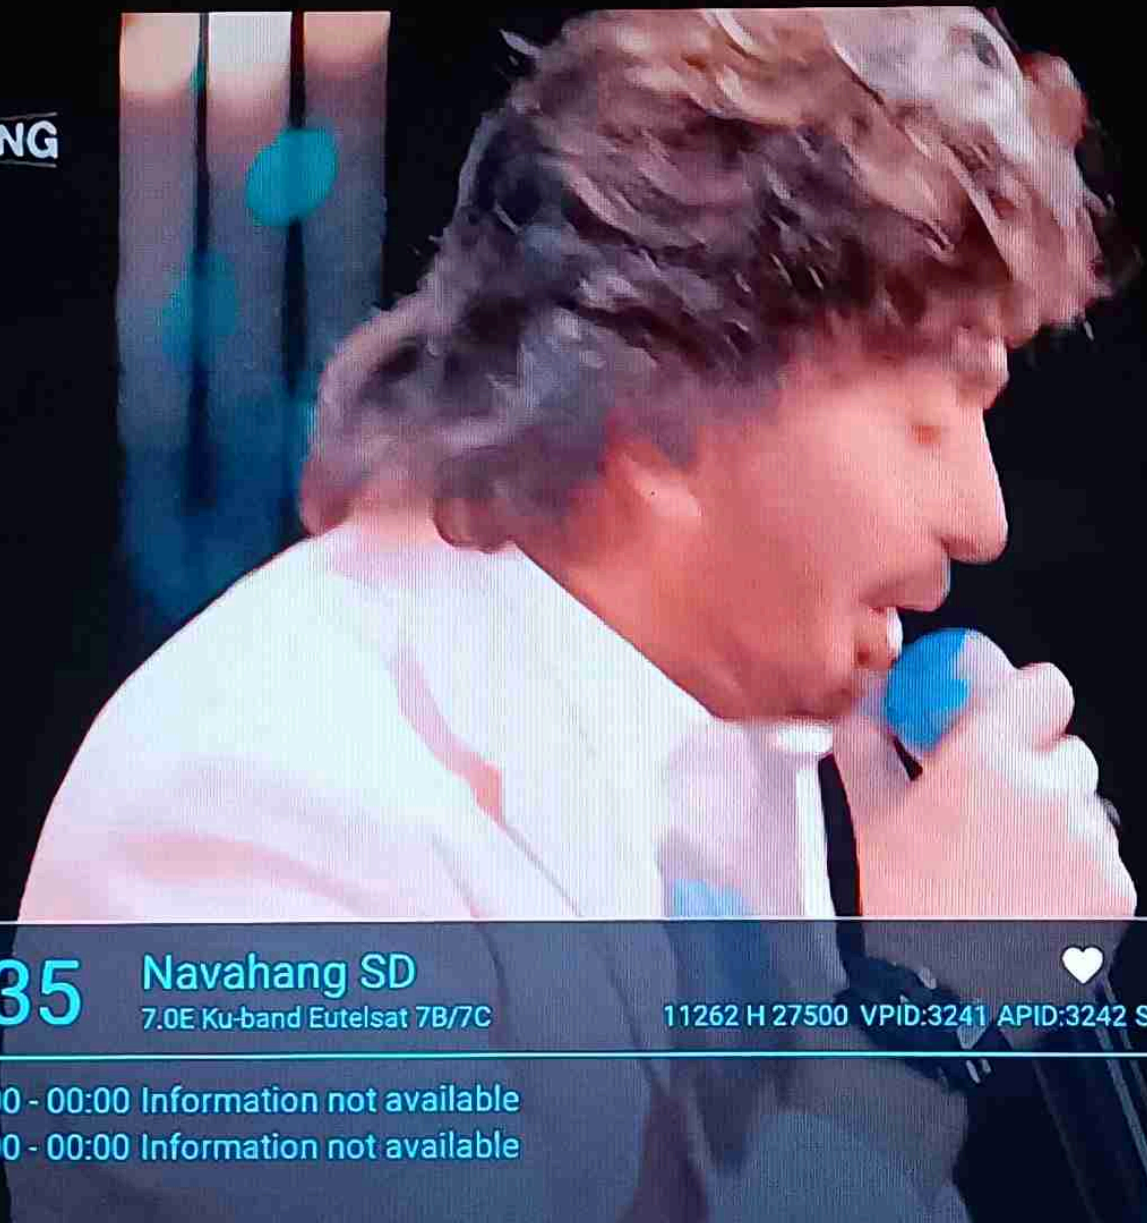 NG
35 Navahang SD
7.0E Ku-band Eutelsat 7B/7C 11262 H 27500 VPID:3241 APID:3242 S
0 - 00:00 Information not available
0 - 00:00 Information not available